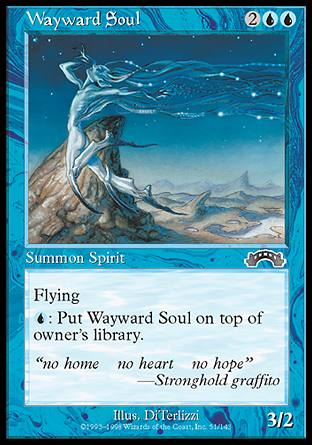 Wayward Soul 2
Summon Spirit
Flying
: Put Wayward Soul on top of
owner's library.
"no home no heart no hope"
—Stronghold graffito
Illus. DiTerlizzi
©1993-1998 Wizards of the Coast, Inc. 51/143
3/2